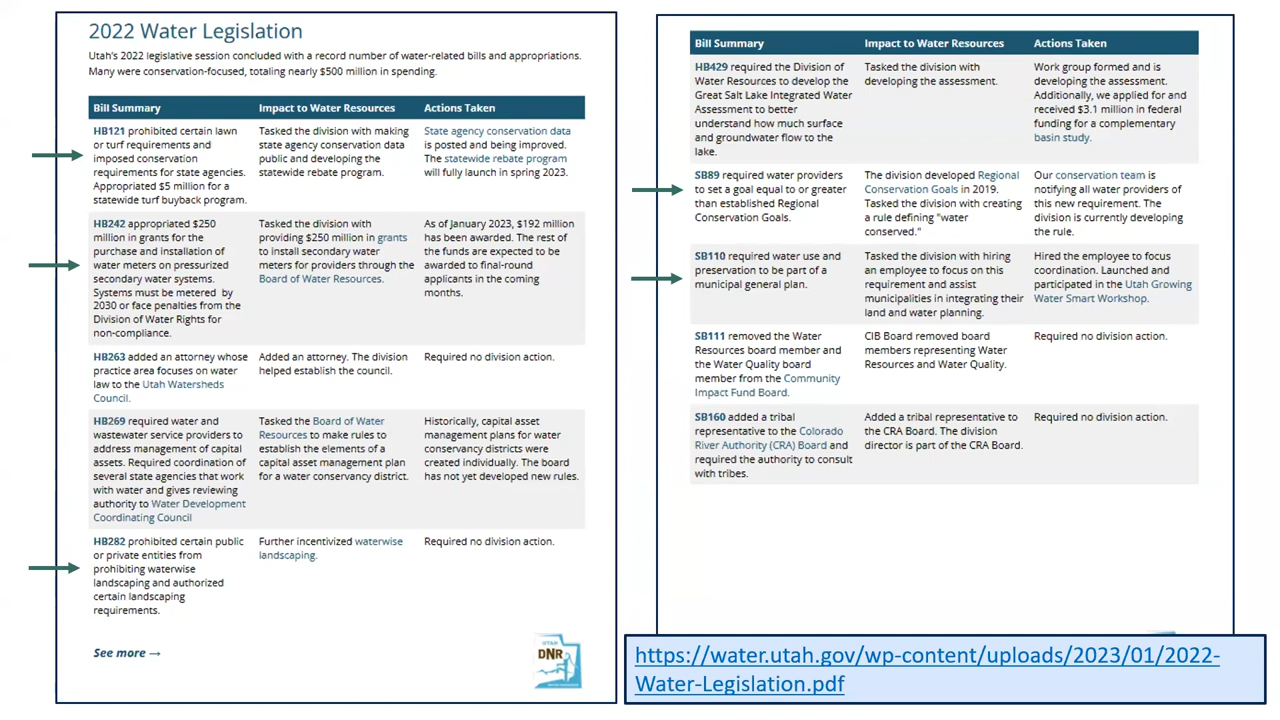 2022 Water Legislation
Utah's 2022 legislative session concluded with a record number of water-related bills and appropriations.
Many were conservation-focused, totaling nearly $500 million in spending.
Bill Summary
Impact to Water Resources
Actions Taken
HB121 prohibited certain lawn
or turf requirements and
imposed conservation
requirements for state agencies.
Appropriated $5 million for a
statewide turf buyback program.
Tasked the division with making
state agency conservation data
public and developing the
statewide rebate program.
State agency conservation data
is posted and being improved.
The statewide rebate program
will fully launch in spring 2023.
HB242 appropriated $250
million in grants for the
purchase and installation of
water meters on pressurized
secondary water systems.
Systems must be metered by
2030 or face penalties from the
Division of Water Rights for
non-compliance.
Tasked the division with
providing $250 million in grants
to install secondary water
meters for providers through the
Board of Water Resources.
As of January 2023, $192 million
has been awarded. The rest of
the funds are expected to be
awarded to final-round
applicants in the coming
months.
HB263 added an attorney whose
practice area focuses on water
law to the Utah Watersheds
Council.
Added an attorney. The division
helped establish the council.
Required no division action.
HB269 required water and
wastewater service providers to
address management of capital
assets. Required coordination of
several state agencies that work
with water and gives reviewing
authority to Water Development
Coordinating Council
Tasked the Board of Water
Resources to make rules to
establish the elements of a
capital asset management plan
for a water conservancy district.
Historically, capital asset
management plans for water
conservancy districts were
created individually. The board
has not yet developed new rules.
HB282 prohibited certain public
or private entities from
prohibiting waterwise
landscaping and authorized
certain landscaping
requirements.
Further incentivized waterwise
landscaping.
Required no division action.
See more →
UTAH
DNR
Bill Summary
Impact to Water Resources
Actions Taken
HB429 required the Division of
Water Resources to develop the
Great Salt Lake Integrated Water
Assessment to better
understand how much surface
and groundwater flow to the
lake.
Tasked the division with
developing the assessment.
Work group formed and is
developing the assessment.
Additionally, we applied for and
received $3.1 million in federal
funding for a complementary
basin study.
SB89 required water providers
to set a goal equal to or greater
than established Regional
Conservation Goals.
The division developed Regional
Conservation Goals in 2019.
Tasked the division with creating
a rule defining "water
conserved."
Our conservation team is
notifying all water providers of
this new requirement. The
division is currently developing
the rule.
SB110 required water use and
preservation to be part of a
municipal general plan.
Tasked the division with hiring
an employee to focus on this
requirement and assist
municipalities in integrating their
land and water planning.
Hired the employee to focus
coordination. Launched and
participated in the Utah Growing
Water Smart Workshop.
SB111 removed the Water
Resources board member and
the Water Quality board
member from the Community
Impact Fund Board.
CIB Board removed board
members representing Water
Resources and Water Quality.
Required no division action.
SB160 added a tribal
representative to the Colorado
River Authority (CRA) Board and
required the authority to consult
with tribes.
Added a tribal representative to
the CRA Board. The division
director is part of the CRA Board.
Required no division action.
https://water.utah.gov/wp-content/uploads/2023/01/2022-
Water-Legislation.pdf